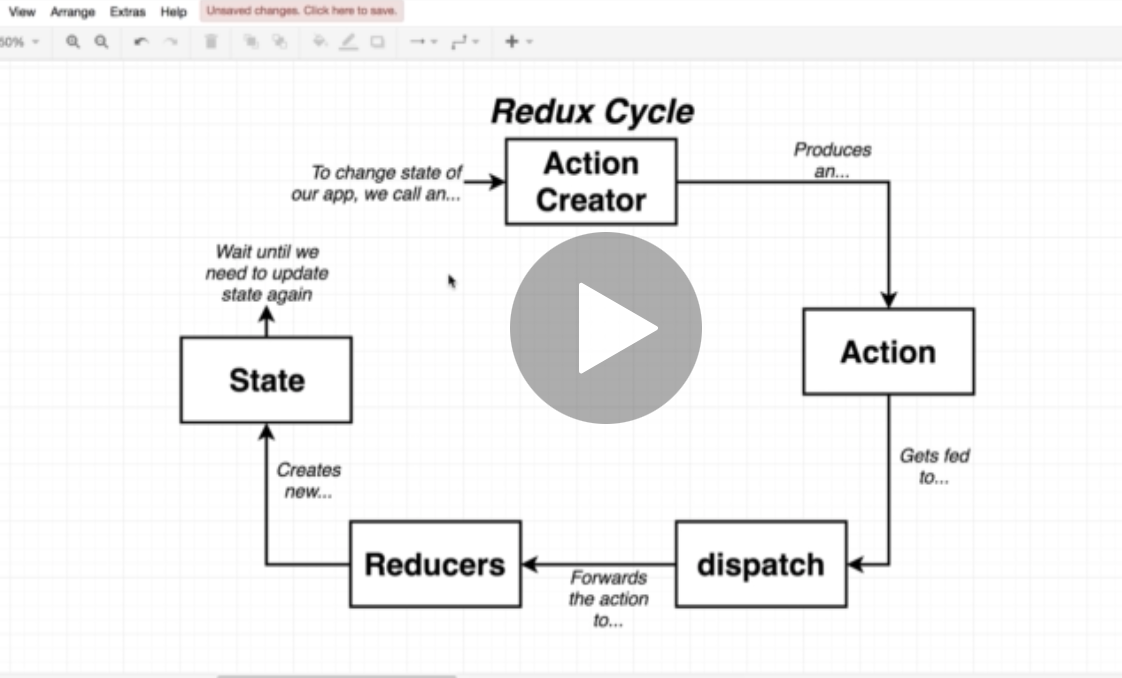 View Arrange Extras Help Unsaved changes. Click here to save.
Redux Cycle
To change state of
our app, we call an...
Action
Creator
Produces
an...
Action
Gets fed
to...
dispatch
Forwards
the action
to...
Reducers
Creates
new...
State
Wait until we
need to update
state again